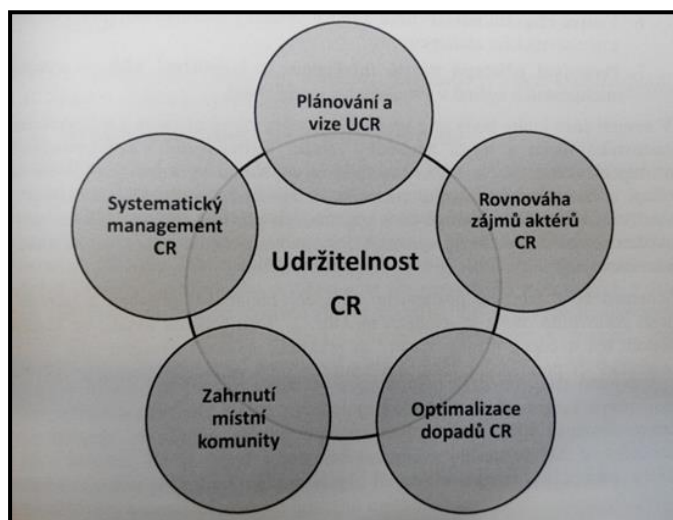 Plánování a
vize UCR
Systematický
management
CR
Rovnováha
zájmů aktérů
CR
Udržitelnost
CR
Zahrnutí
místní
komunity
Optimalizace
dopadů CR